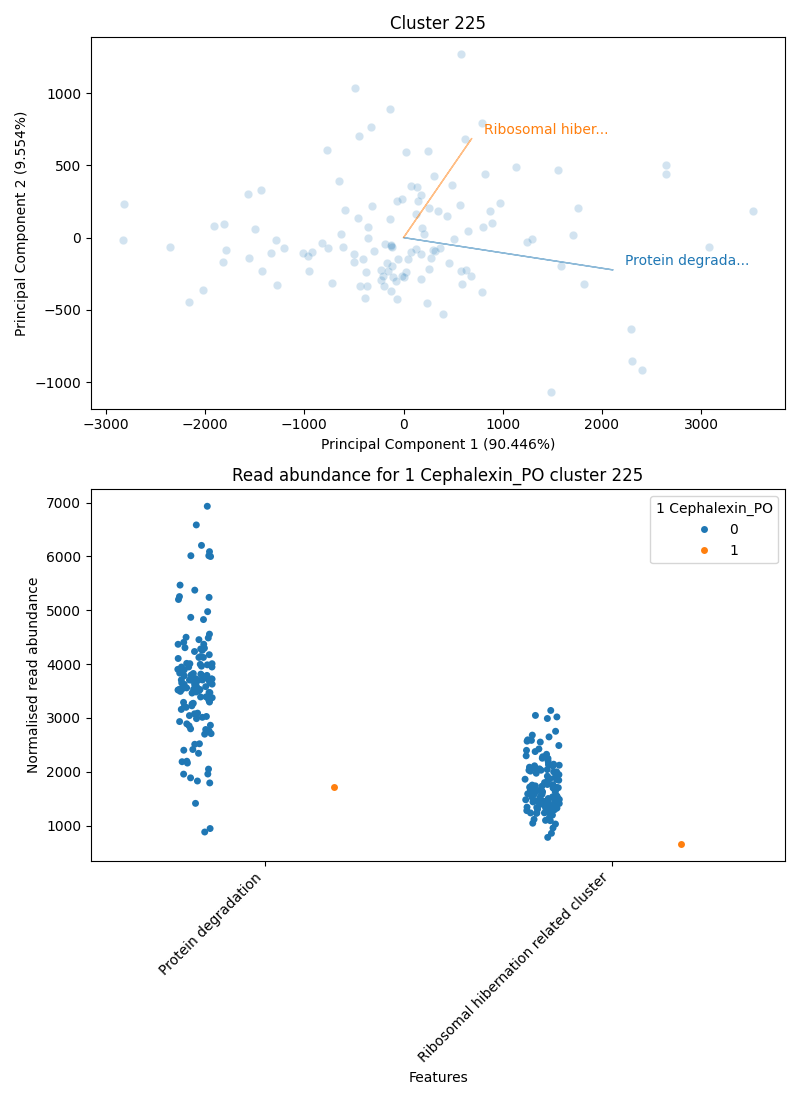 Cluster 225
1000
500
0
−500
−1000
Principal Component 2 (9.554%)
Ribosomal hiber...
Protein degrada...
−3000 −2000 −1000 0 1000 2000 3000
Principal Component 1 (90.446%)
Read abundance for 1 Cephalexin_PO cluster 225
7000
6000
5000
4000
3000
2000
1000
Normalised read abundance
1 Cephalexin_PO
0
1
Protein degradation
Ribosomal hibernation related cluster
Features